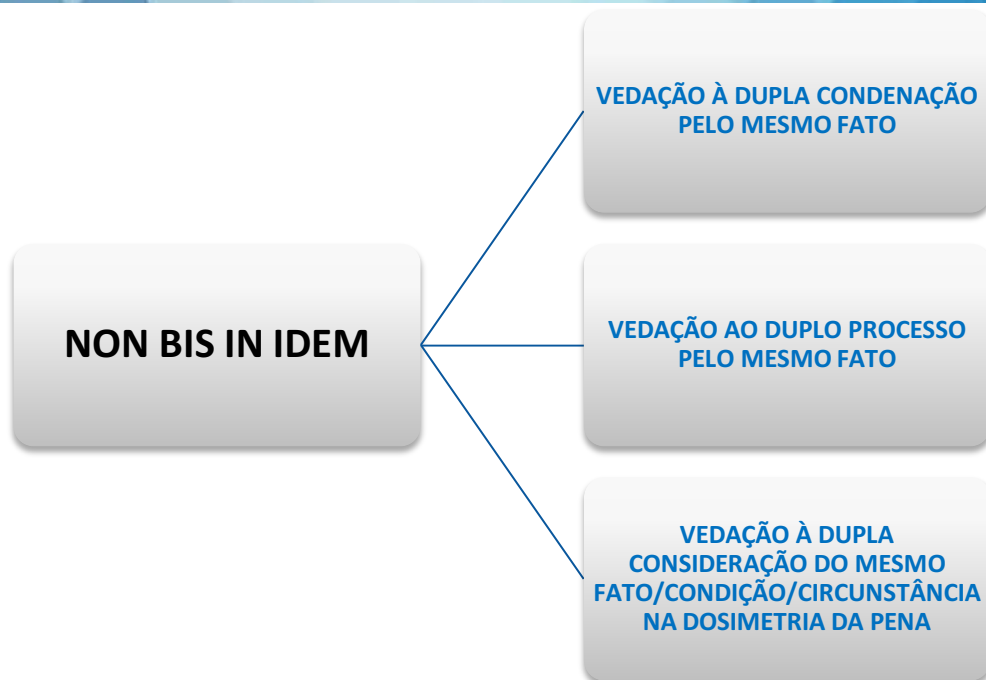 VEDAÇÃO À DUPLA CONDENAÇÃO
PELO MESMO FATO
NON BIS IN IDEM
VEDAÇÃO AO DUPLO PROCESSO
PELO MESMO FATO
VEDAÇÃO À DUPLA
CONSIDERAÇÃO DO MESMO
FATO/CONDIÇÃO/CIRCUNSTÂNCIA
NA DOSIMETRIA DA PENA